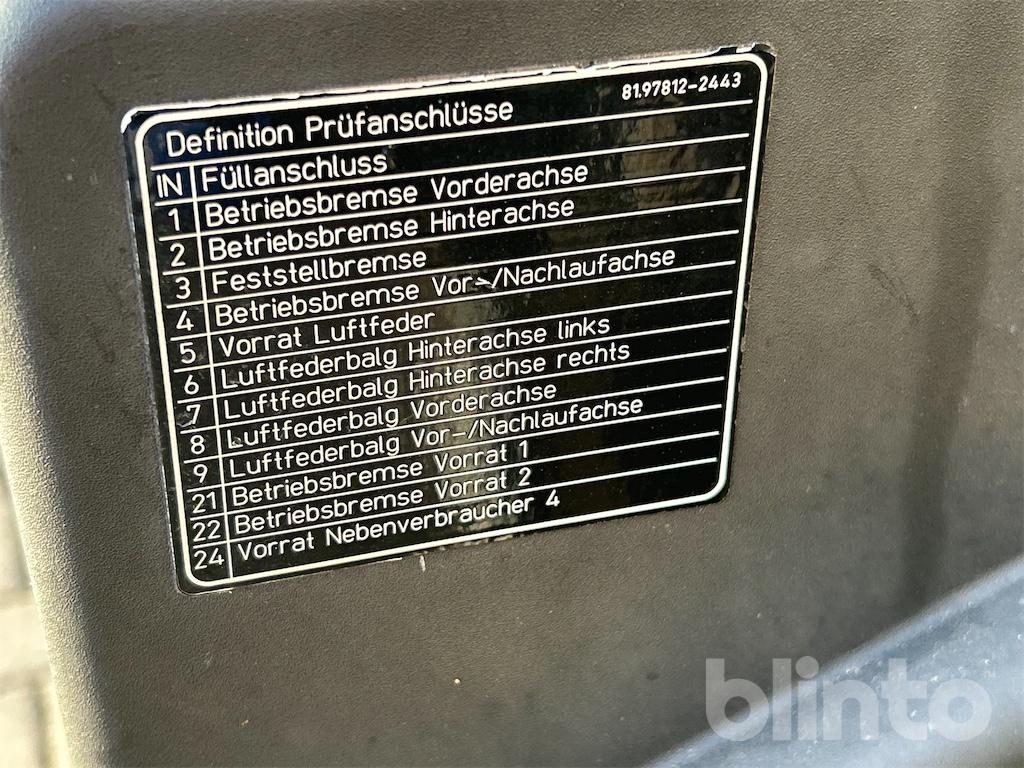 Definition Prüfanschlüsse 81.97812-2443
IN Füllanschluss
1 Betriebsbremse Vorderachse
2 Betriebsbremse Hinterachse
3 Feststellbremse
4 Betriebsbremse Vor-/Nachlaufachse
5 Vorrat Luftfeder
6 Luftfederbalg Hinterachse links
7 Luftfederbalg Hinterachse rechts
8 Luftfederbalg Vorderachse
9 Luftfederbalg Vor-/Nachlaufachse
21 Betriebsbremse Vorrat 1
22 Betriebsbremse Vorrat 2
24 Vorrat Nebenverbraucher 4
blinto